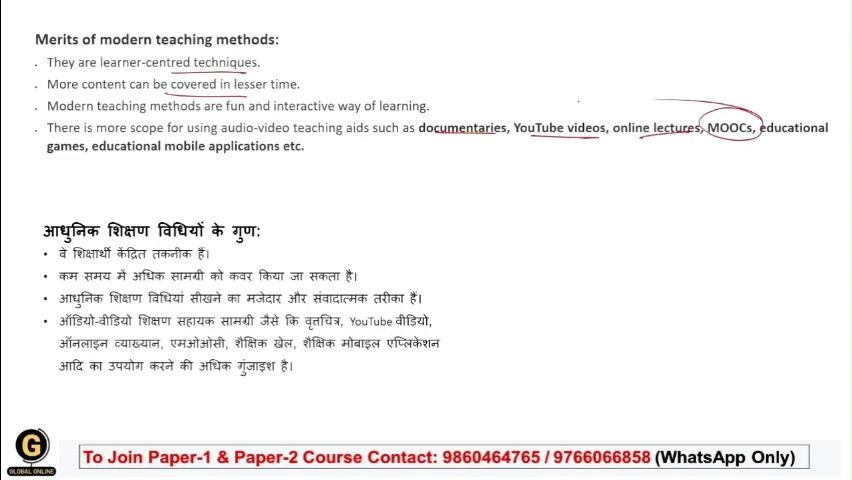 Merits of modern teaching methods:
. They are learner-centred techniques.
. More content can be covered in lesser time.
. Modern teaching methods are fun and interactive way of learning.
. There is more scope for using audio-video teaching aids such as documentaries, YouTube videos, online lectures, MOOCs, educational
games, educational mobile applications etc.
आधुनिक शिक्षण विधियों के गुण:
• वे शिक्षार्थी केंद्रित तकनीक हैं।
• कम समय में अधिक सामग्री को कवर किया जा सकता है।
• आधुनिक शिक्षण विधियां सीखने का मजेदार और संवादात्मक तरीका हैं।
• ऑडियो-वीडियो शिक्षण सहायक सामग्री जैसे कि वृत्तचित्र, YouTube वीडियो,
ऑनलाइन व्याख्यान, एमओओसी, शैक्षिक खेल, शैक्षिक मोबाइल एप्लिकेशन
आदि का उपयोग करने की अधिक गुंजाइश है।
G
GLOBAL ONLINE
To Join Paper-1 & Paper-2 Course Contact: 9860464765 / 9766066858 (WhatsApp Only)